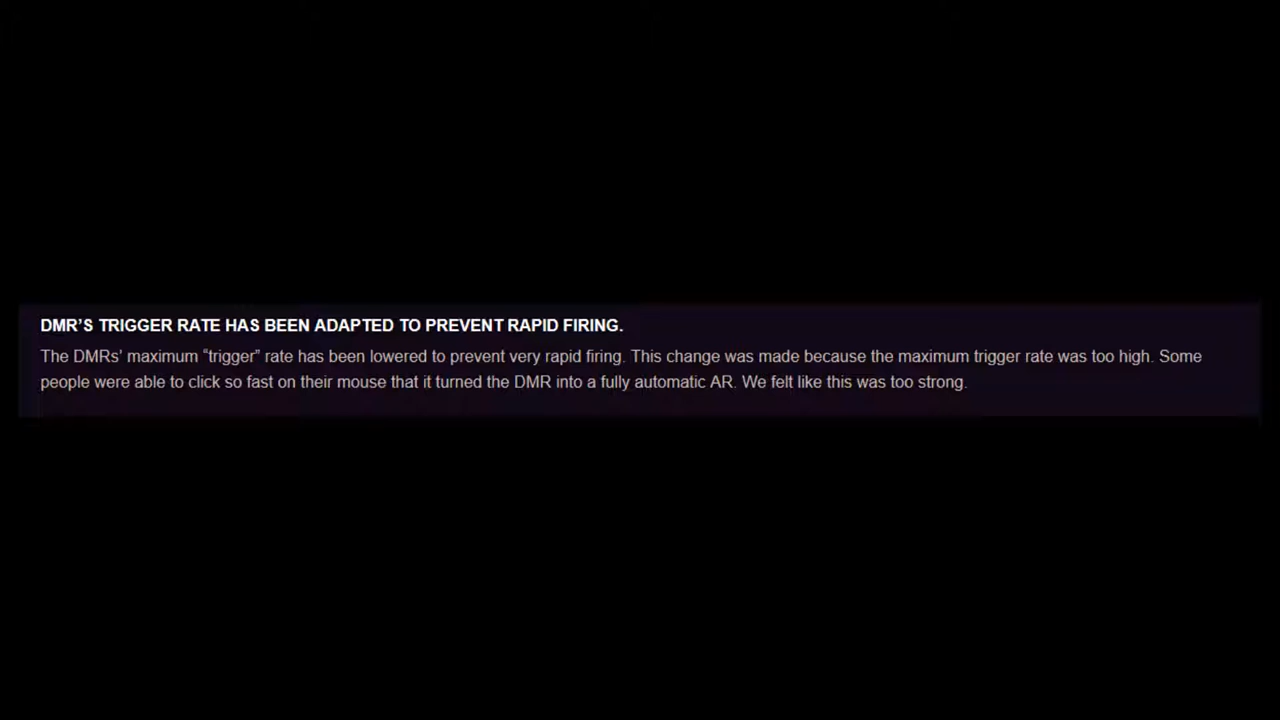 DMR’S TRIGGER RATE HAS BEEN ADAPTED TO PREVENT RAPID FIRING.
The DMRs’ maximum “trigger” rate has been lowered to prevent very rapid firing. This change was made because the maximum trigger rate was too high. Some
people were able to click so fast on their mouse that it turned the DMR into a fully automatic AR. We felt like this was too strong.